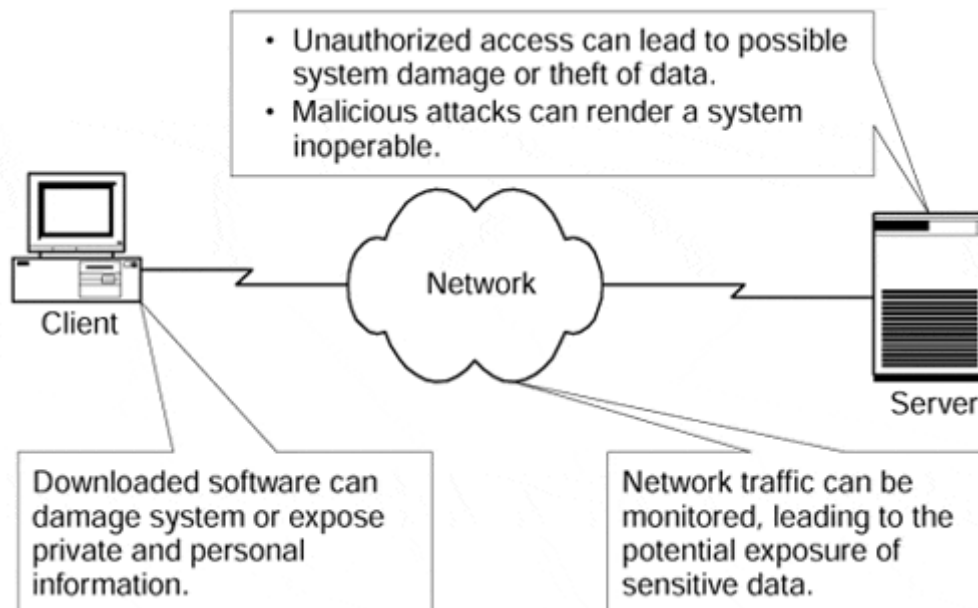 • Unauthorized access can lead to possible
system damage or theft of data.
• Malicious attacks can render a system
inoperable.
Network
Client
Server
Downloaded software can
damage system or expose
private and personal
information.
Network traffic can be
monitored, leading to the
potential exposure of
sensitive data.